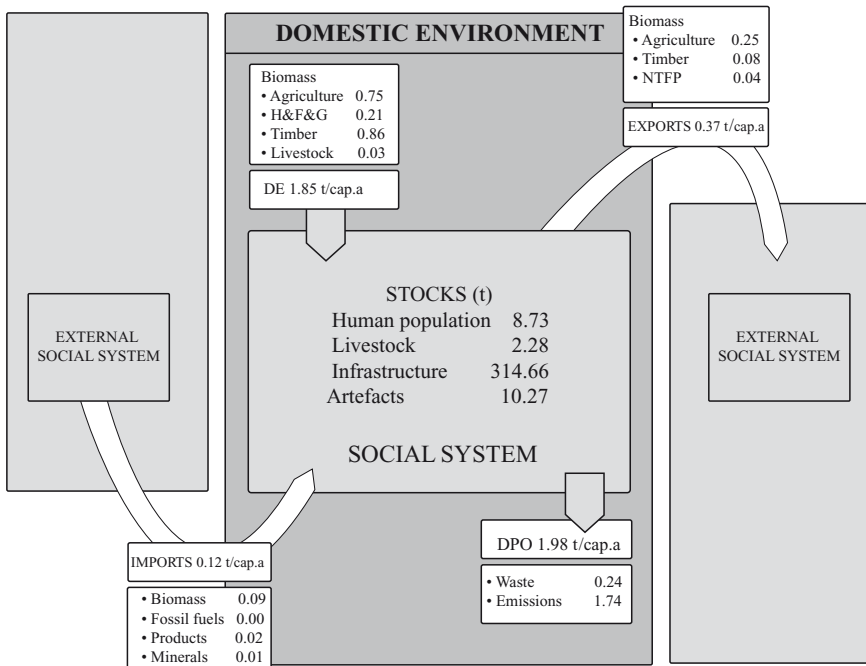 DOMESTIC ENVIRONMENT
Biomass
• Agriculture 0.75
• H&F&G 0.21
• Timber 0.86
• Livestock 0.03
DE 1.85 t/cap.a
Biomass
• Agriculture 0.25
• Timber 0.08
• NTFP 0.04
EXPORTS 0.37 t/cap.a
EXTERNAL
SOCIAL SYSTEM
STOCKS (t)
Human population 8.73
Livestock 2.28
Infrastructure 314.66
Artefacts 10.27
SOCIAL SYSTEM
EXTERNAL
SOCIAL SYSTEM
IMPORTS 0.12 t/cap.a
• Biomass 0.09
• Fossil fuels 0.00
• Products 0.02
• Minerals 0.01
DPO 1.98 t/cap.a
• Waste 0.24
• Emissions 1.74